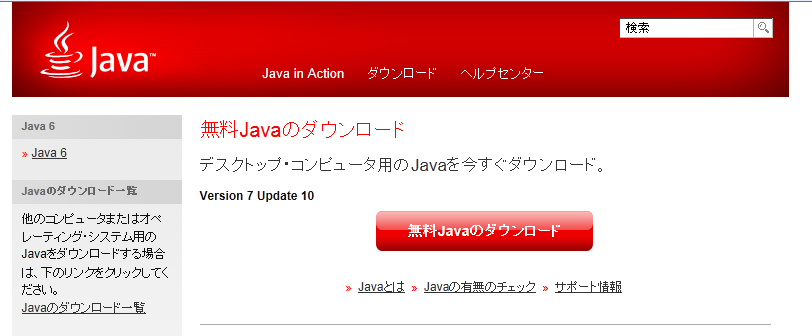 検索
Java™
Java in Action ダウンロード ヘルプセンター
Java 6
» Java 6
Javaのダウンロード一覧
他のコンピュータまたはオペ
レーティング・システム用の
Javaをダウンロードする場合
は、下のリンクをクリックしてく
ださい。
Javaのダウンロード一覧
無料Javaのダウンロード
デスクトップ・コンピュータ用のJavaを今すぐダウンロード。
Version 7 Update 10
無料Javaのダウンロード
» Javaとは » Javaの有無のチェック » サポート情報